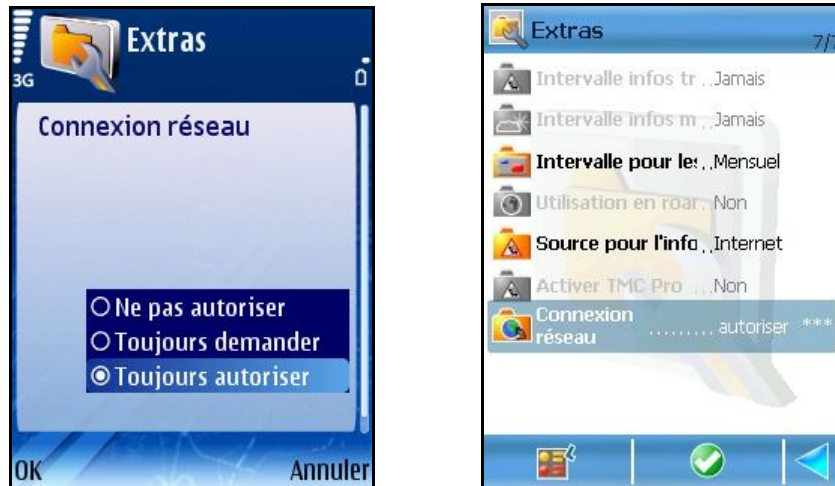 Extras
3G
Connexion réseau
Ne pas autoriser
Toujours demander
Toujours autoriser
OK Annuler
Extras 7/7
Intervalle infos tr..Jamais
Intervalle infos m..Jamais
Intervalle pour les..Mensuel
Utilisation en roar..Non
Source pour l'info..Internet
Activer TMC Pro ...Non
Connexion
réseau ......... autoriser ***